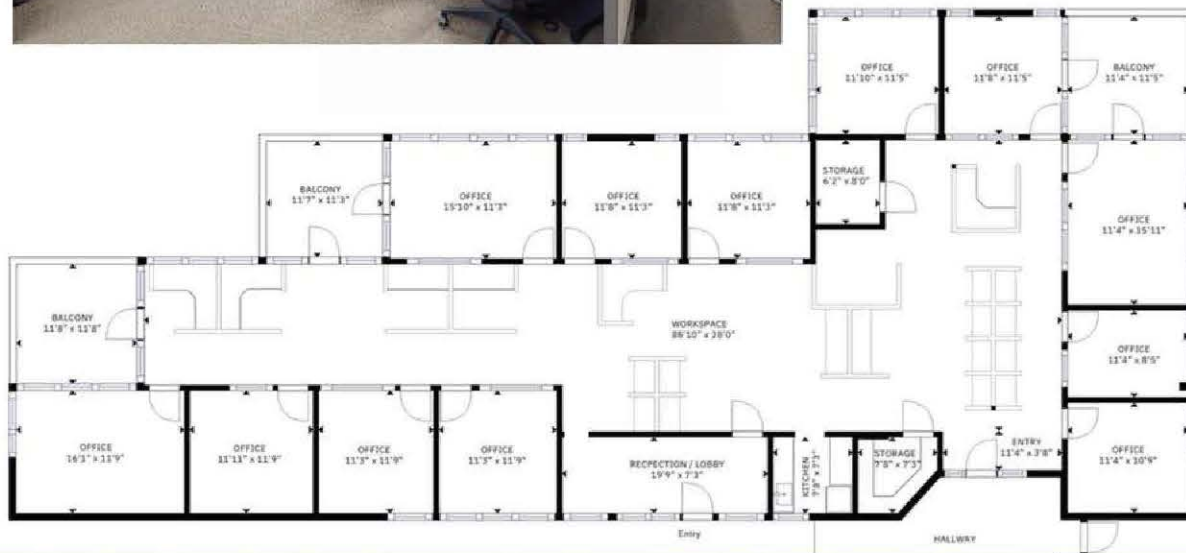 OFFICE
11'10" x 11'5"
OFFICE
11'8" x 11'5"
BALCONY
11'4" x 11'5"
BALCONY
11'7" x 11'3"
OFFICE
15'10" x 11'3"
OFFICE
11'8" x 11'3"
OFFICE
11'8" x 11'3"
STORAGE
6'2" x 8'0"
OFFICE
11'4" x 15'11"
BALCONY
11'8" x 11'8"
WORKSPACE
86'10" x 28'0"
OFFICE
11'4" x 8'5"
OFFICE
16'1" x 11'9"
OFFICE
11'11" x 11'9"
OFFICE
11'3" x 11'9"
OFFICE
11'3" x 11'9"
RECPECTION / LOBBY
19'9" x 7'3"
KITCHEN
7'8" x 7'3"
STORAGE
7'8" x 7'3"
ENTRY
11'4" x 3'8"
OFFICE
11'4" x 10'9"
Entry
HALLWAY